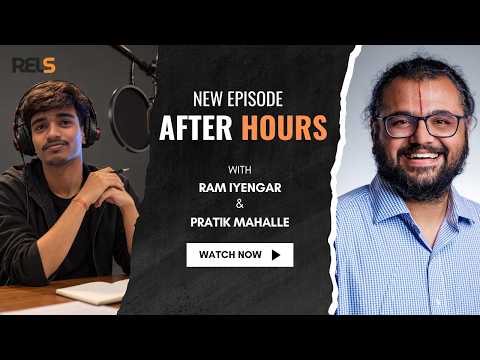 RELS
NEW EPISODE
AFTER HOURS
WITH
RAM IYENGAR
&
PRATIK MAHALLE
WATCH NOW